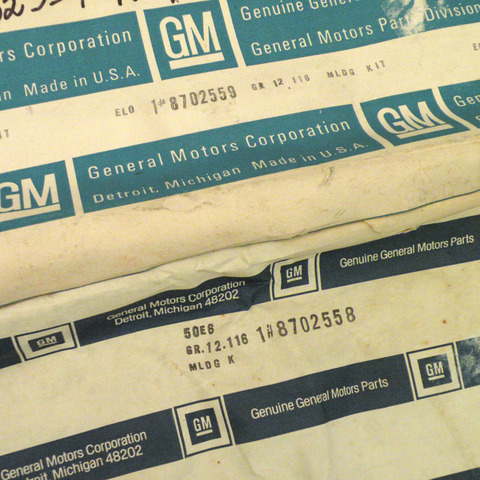 Genuine General
rs Corporation
GM
General Motors Parts Division
n Made in U.S.A.
ELO 1#8702559 GR 12.116 MLDG KIT
General Motors Corporation
GM
GM
Detroit, Michigan Made in U.S.A.
Genuine General Motors Parts
GM
General Motors Corporation
Detroit, Michigan 48202
GM
50E6
GR.12.116 1#8702558
MLDG K
GM
Genuine General Motors Parts
GM
General Motors Corporation
Detroit, Michigan 48202